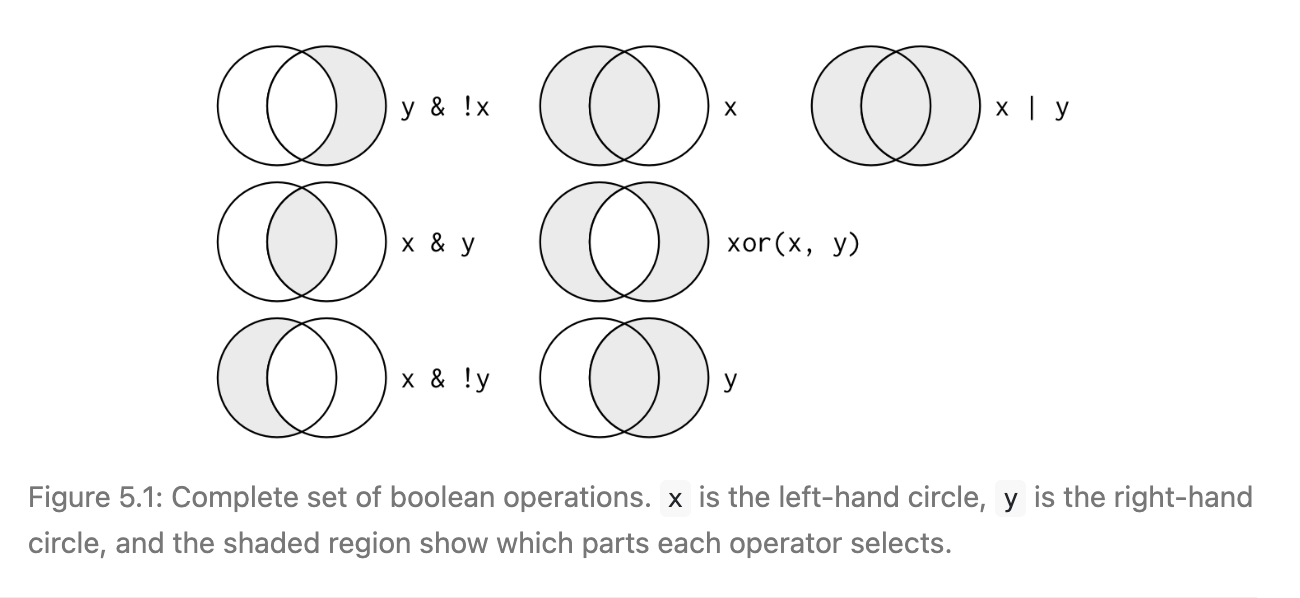 y & !x
x
x | y
x & y
xor(x, y)
x & !y
y
Figure 5.1: Complete set of boolean operations. x is the left-hand circle, y is the right-hand
circle, and the shaded region show which parts each operator selects.